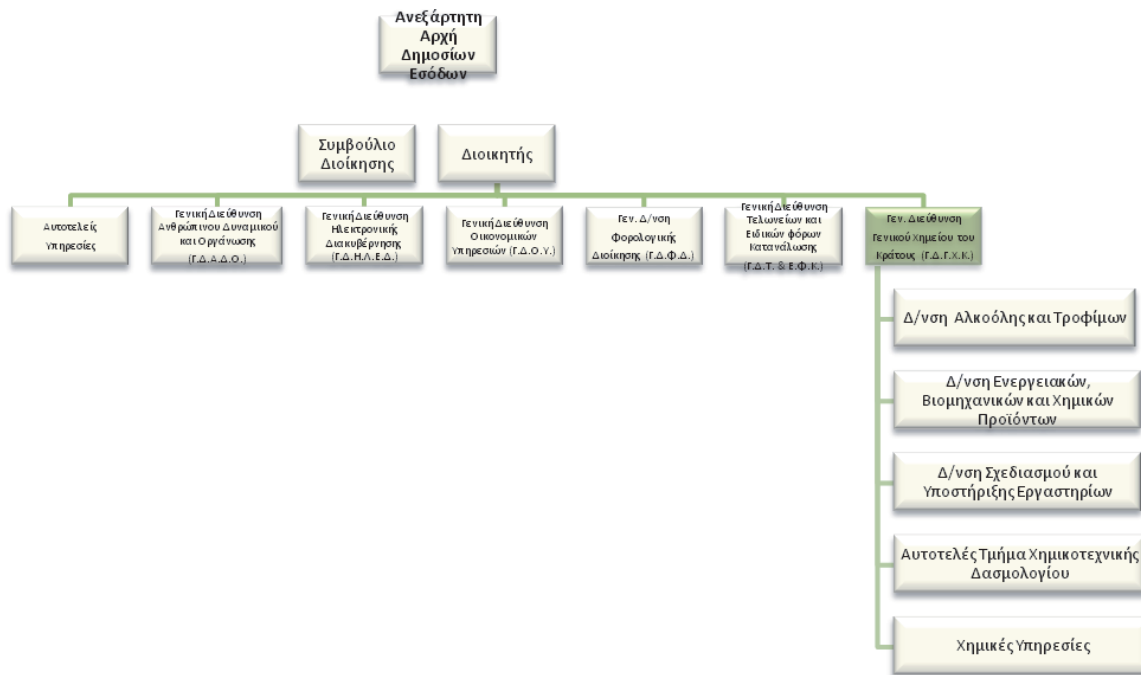 Ανεξάρτητη
Αρχή
Δημοσίων
Εσόδων
Συμβούλιο
Διοίκησης
Διοικητής
Αυτοτελείς
Υπηρεσίες
Γενική Διεύθυνση
Ανθρώπινου Δυναμικού
και Οργάνωσης
(Γ.Δ.Α.Δ.Ο.)
Γενική Διεύθυνση
Ηλεκτρονικής
Διακυβέρνησης
(Γ.Δ.Η.Λ.Ε.Δ.)
Γενική Διεύθυνση
Οικονομικών
Υπηρεσιών (Γ.Δ.Ο.Υ.)
Γεν. Δ/νση
Φορολογικής
Διοίκησης (Γ.Δ.Φ.Δ.)
Γενική Διεύθυνση
Τελωνείων και
Ειδικών φόρων
Κατανάλωσης
(Γ.Δ.Τ. & Ε.Φ.Κ.)
Γεν. Διεύθυνση
Γενικού Χημείου του
Κράτους (Γ.Δ.Γ.Χ.Κ.)
Δ/νση Αλκοόλης και Τροφίμων
Δ/νση Ενεργειακών,
Βιομηχανικών και Χημικών
Προϊόντων
Δ/νση Σχεδιασμού και
Υποστήριξης Εργαστηρίων
Αυτοτελές Τμήμα Χημικοτεχνικής
Δασμολογίου
Χημικές Υπηρεσίες